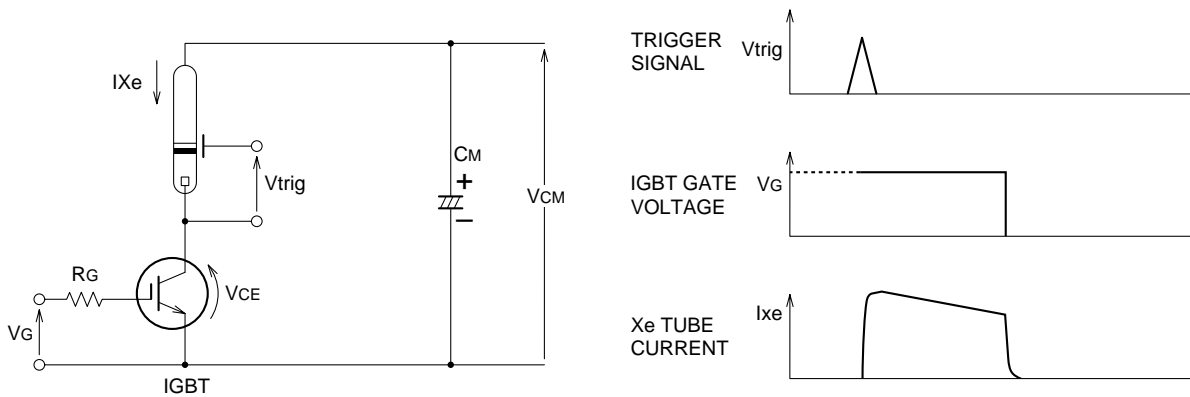 IXe
Vtrig
CM
+
−
VCM
RG
VCE
VG
IGBT
TRIGGER
SIGNAL
Vtrig
IGBT GATE
VOLTAGE
VG
Xe TUBE
CURRENT
Ixe